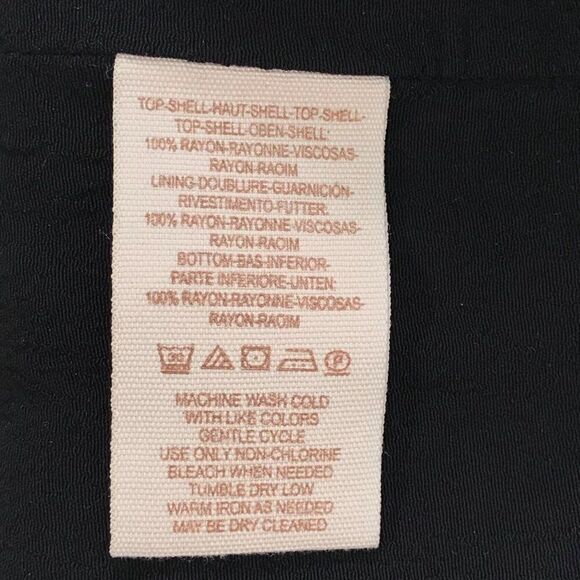 TOP-SHELL-HAUT-SHELL-TOP-SHELL-
TOP-SHELL-OBEN-SHELL:
100% RAYON-RAYONNE-VISCOSAS-
RAYON-RAOIM
LINING-DOUBLURE-GUARNICIÓN-
RIVESTIMENTO-FUTTER:
100% RAYON-RAYONNE-VISCOSAS-
RAYON-RAOIM
BOTTOM-BAS-INFERIOR-
PARTE INFERIORE-UNTEN:
100% RAYON-RAYONNE-VISCOSAS-
RAYON-RAOIM
MACHINE WASH COLD
WITH LIKE COLORS
GENTLE CYCLE
USE ONLY NON-CHLORINE
BLEACH WHEN NEEDED
TUMBLE DRY LOW
WARM IRON AS NEEDED
MAY BE DRY CLEANED